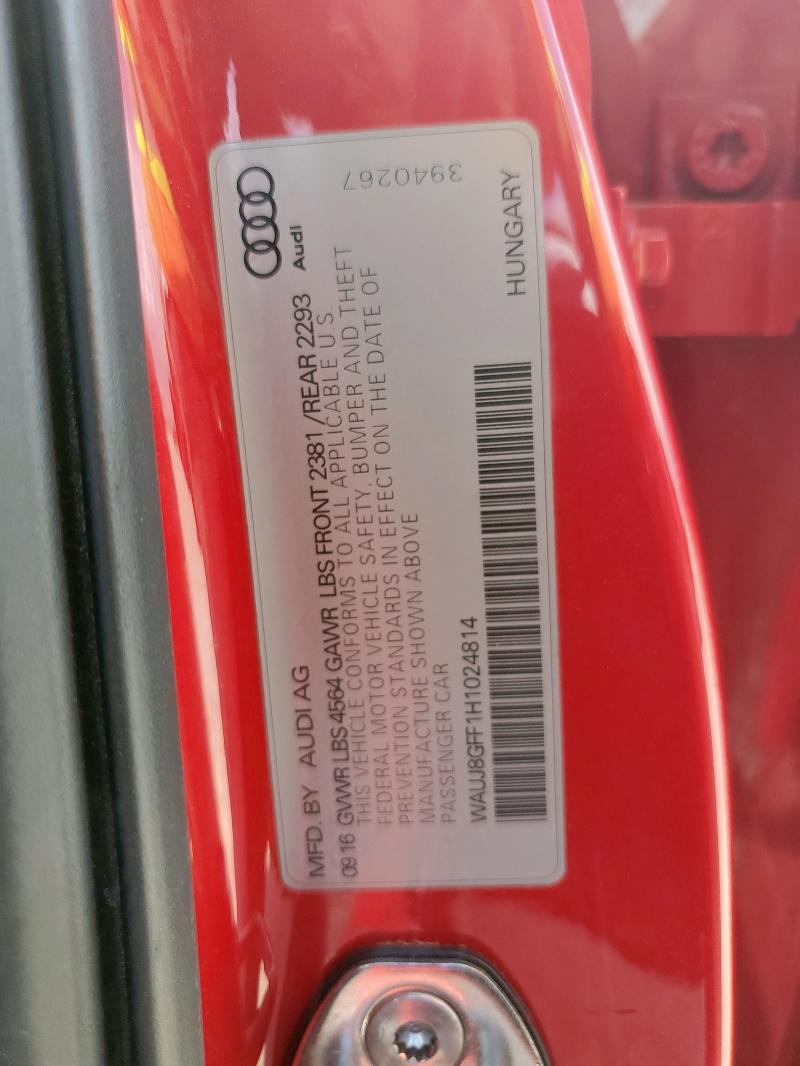 MFD. BY AUDI AG
Audi
09.16 GVWR LBS 4564 GAWR LBS FRONT 2381 /REAR 2293
THIS VEHICLE CONFORMS TO ALL APPLICABLE U.S.
FEDERAL MOTOR VEHICLE SAFETY, BUMPER AND THEFT
PREVENTION STANDARDS IN EFFECT ON THE DATE OF
MANUFACTURE SHOWN ABOVE
PASSENGER CAR
WAUJ8GFF1H1024814
HUNGARY
3940267